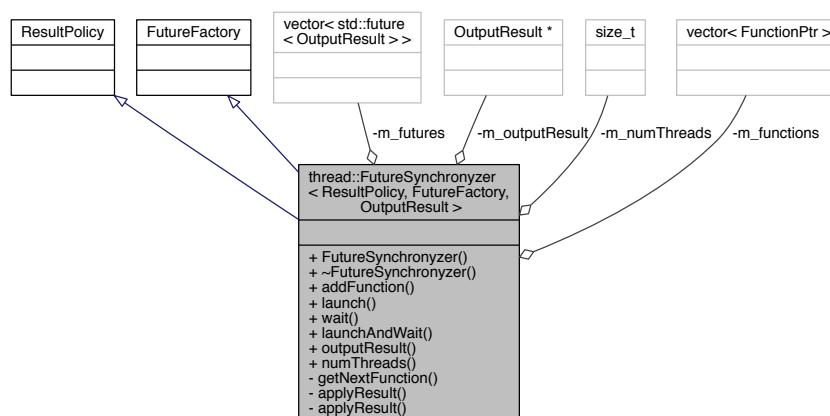 ResultPolicy
FutureFactory
vector< std::future
< OutputResult > >
OutputResult *
size_t
vector< FunctionPtr >
-m_futures
-m_outputResult
-m_numThreads
-m_functions
thread::FutureSynchronyzer
< ResultPolicy, FutureFactory,
OutputResult >
+ FutureSynchronyzer()
+ ~FutureSynchronyzer()
+ addFunction()
+ launch()
+ wait()
+ launchAndWait()
+ outputResult()
+ numThreads()
- getNextFunction()
- applyResult()
- applyResult()